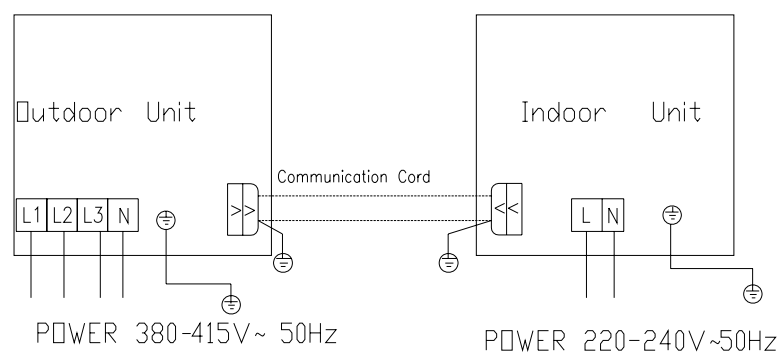 Outdoor Unit
Indoor Unit
Communication Cord
L1 L2 L3 N
>>
<<
L N
POWER 380-415V~ 50Hz
POWER 220-240V~50Hz